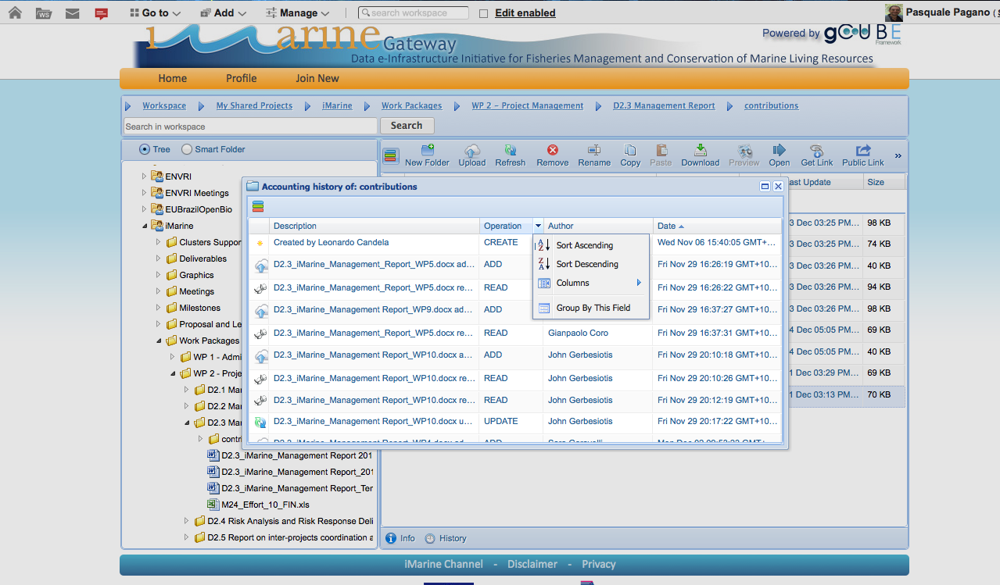 WS Go to Add Manage search workspace Edit enabled Pasquale Pagano
iMarine
Gateway
Powered by gCUBE
Framework
Data e-Infrastructure Initiative for Fisheries Management and Conservation of Marine Living Resources
Home Profile Join New
Workspace My Shared Projects iMarine Work Packages WP 2 - Project Management D2.3 Management Report contributions
Search in workspace Search
Tree Smart Folder
New Folder Upload Refresh Remove Rename Copy Paste Download Preview Open Get Link Public Link »
ast Update Size
3 Dec 03:25 PM... 98 KB
3 Dec 03:25 PM... 74 KB
3 Dec 03:26 PM... 40 KB
3 Dec 03:26 PM... 94 KB
3 Dec 03:26 PM... 98 KB
4 Dec 05:05 PM... 69 KB
4 Dec 05:05 PM... 40 KB
1 Dec 03:29 PM... 69 KB
1 Dec 03:13 PM... 70 KB
ENVRI
ENVRI Meetings
EUBrazilOpenBio
iMarine
Clusters Suppor
Deliverables
Graphics
Meetings
Milestones
Proposal and Le
Work Packages
WP 1 - Admi
WP 2 - Proje
D2.1 Mar
D2.2 Ma
D2.3 Mar
contri
D2.3_iMarine_Management Report 201
D2.3_iMarine_Management Report_201
D2.3_iMarine_Management Report_Ter
M24_Effort_10_FIN.xls
D2.4 Risk Analysis and Risk Response Deli
D2.5 Report on inter-projects coordination a
Accounting history of: contributions
Description Operation Author Date
Created by Leonardo Candela CREATE Wed Nov 06 15:40:05 GMT+...
D2.3_iMarine_Management_Report_WP5.docx ad... ADD Fri Nov 29 16:26:19 GMT+10...
D2.3_iMarine_Management_Report_WP5.docx re... READ Fri Nov 29 16:26:22 GMT+10...
D2.3_iMarine_Management Report_WP9.docx ad... ADD Fri Nov 29 16:37:27 GMT+10...
D2.3_iMarine_Management_Report_WP5.docx re... READ Gianpaolo Coro Fri Nov 29 16:37:31 GMT+10...
D2.3_iMarine_Management Report_WP10.docx a... ADD John Gerbesiotis Fri Nov 29 20:10:18 GMT+10...
D2.3_iMarine_Management Report_WP10.docx re... READ John Gerbesiotis Fri Nov 29 20:10:26 GMT+10...
D2.3_iMarine_Management Report_WP10.docx re... READ John Gerbesiotis Fri Nov 29 20:12:19 GMT+10...
D2.3_iMarine_Management Report_WP10.docx u... UPDATE John Gerbesiotis Fri Nov 29 20:17:22 GMT+10...
Sort Ascending
Sort Descending
Columns
Group By This Field
Info History
iMarine Channel - Disclaimer - Privacy